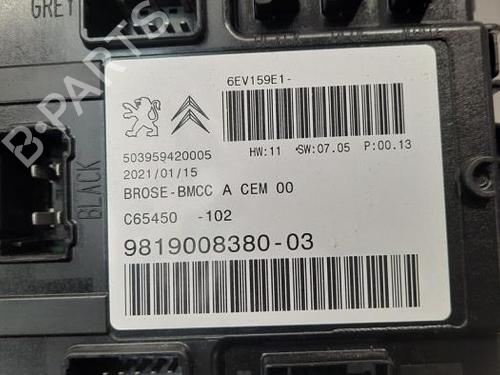 GREY
6EV159E1-
503959420005
HW:11 *SW:07.05 P:00.13
2021/01/15
BROSE-BMCC A CEM 00
C65450 -102
9819008380-03
BLACK
B-PARTS